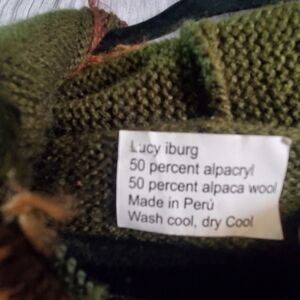 Lucy iburg
50 percent alpacryl
50 percent alpaca wool
Made in Perú
Wash cool, dry Cool